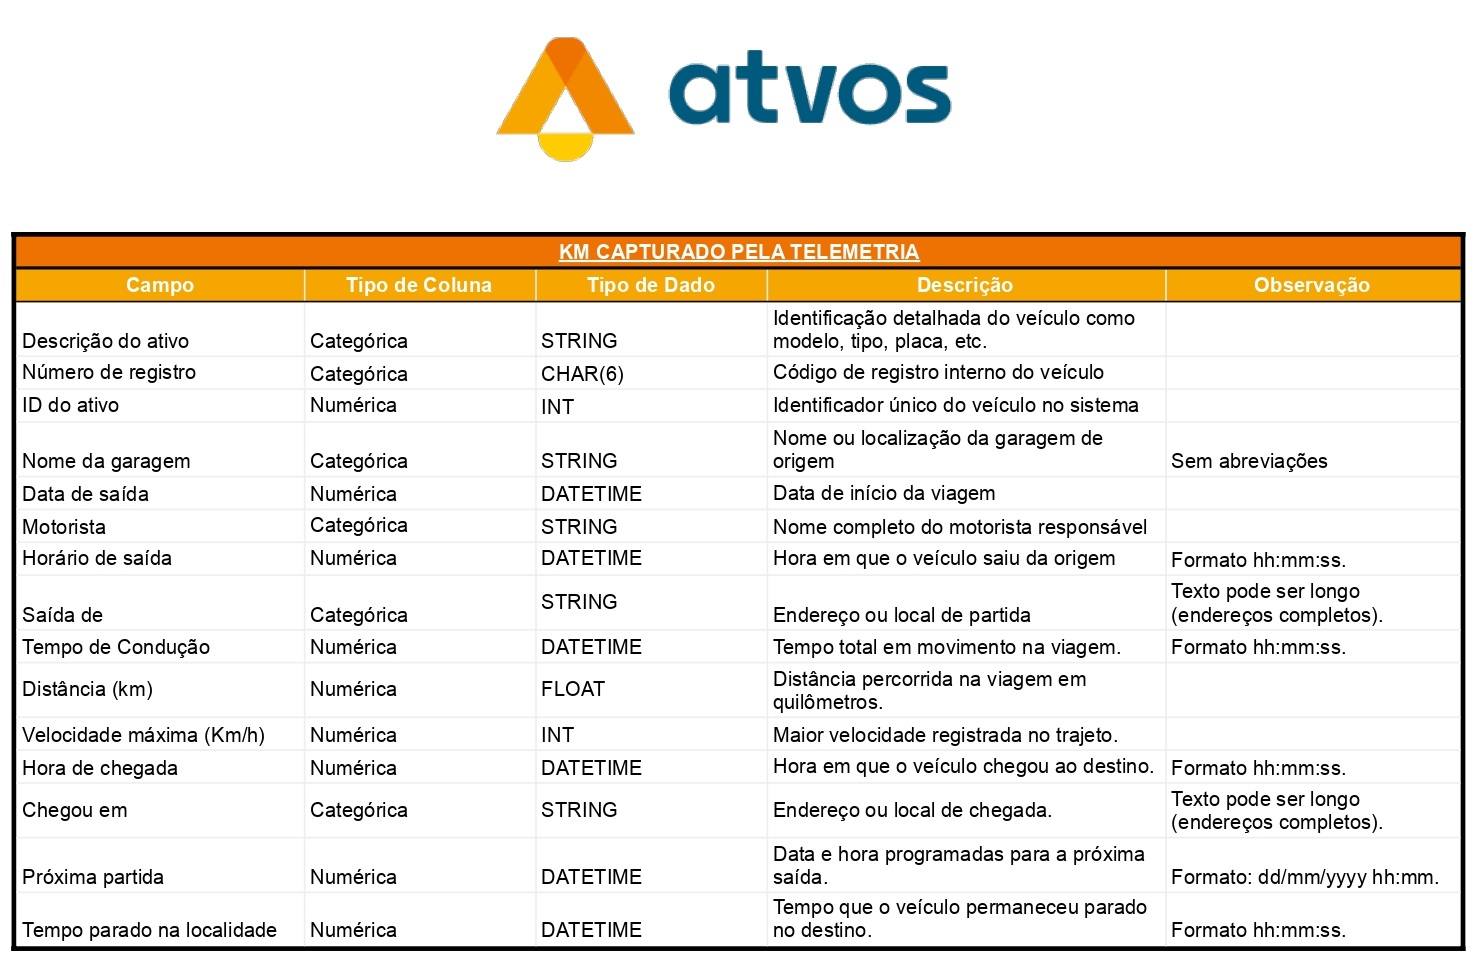 atvos
KM CAPTURADO PELA TELEMETRIA
Campo Tipo de Coluna Tipo de Dado Descrição Observação
Descrição do ativo Categórica STRING Identificação detalhada do veículo como
modelo, tipo, placa, etc.
Número de registro Categórica CHAR(6) Código de registro interno do veículo
ID do ativo Numérica INT Identificador único do veículo no sistema
Nome da garagem Categórica STRING Nome ou localização da garagem de
origem Sem abreviações
Data de saída Numérica DATETIME Data de início da viagem
Motorista Categórica STRING Nome completo do motorista responsável
Horário de saída Numérica DATETIME Hora em que o veículo saiu da origem Formato hh:mm:ss.
Saída de Categórica STRING Endereço ou local de partida Texto pode ser longo
(endereços completos).
Tempo de Condução Numérica DATETIME Tempo total em movimento na viagem. Formato hh:mm:ss.
Distância (km) Numérica FLOAT Distância percorrida na viagem em
quilômetros.
Velocidade máxima (Km/h) Numérica INT Maior velocidade registrada no trajeto.
Hora de chegada Numérica DATETIME Hora em que o veículo chegou ao destino. Formato hh:mm:ss.
Chegou em Categórica STRING Endereço ou local de chegada. Texto pode ser longo
(endereços completos).
Próxima partida Numérica DATETIME Data e hora programadas para a próxima
saída. Formato: dd/mm/yyyy hh:mm.
Tempo parado na localidade Numérica DATETIME Tempo que o veículo permaneceu parado
no destino. Formato hh:mm:ss.